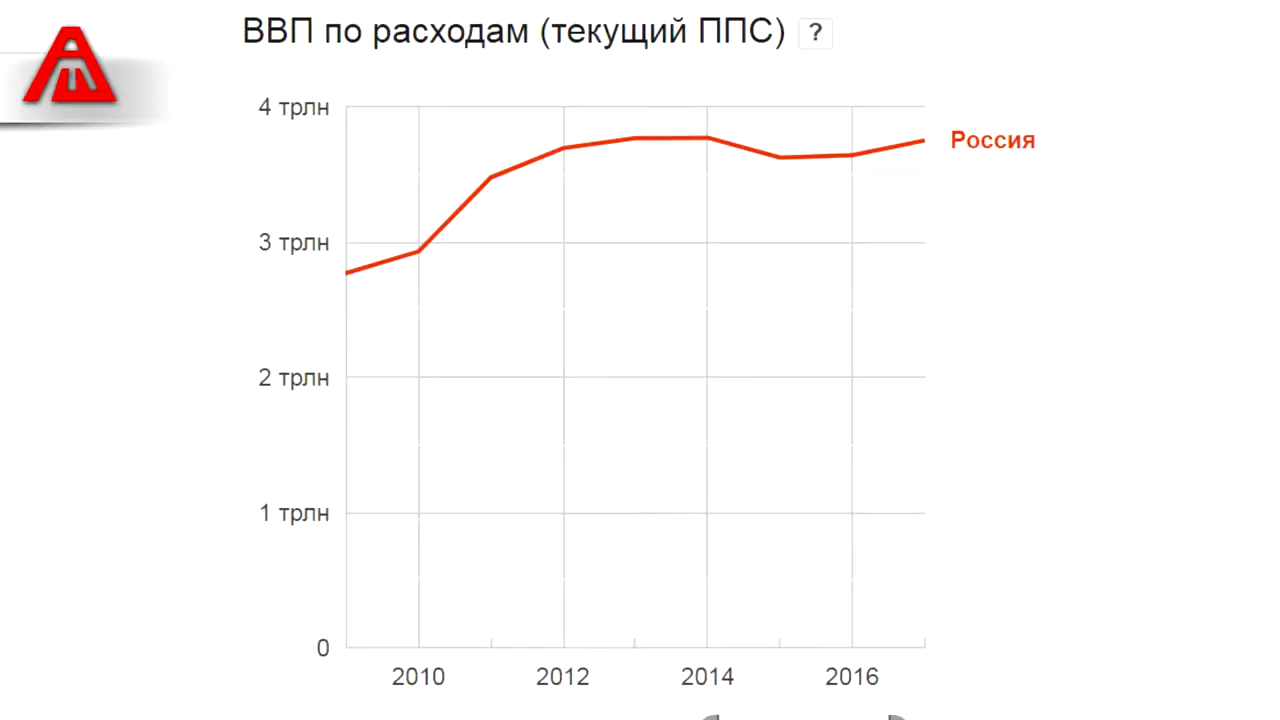 ВВП по расходам (текущий ППС) ?
4 трлн
Россия
3 трлн
2 трлн
1 трлн
0
2010 2012 2014 2016